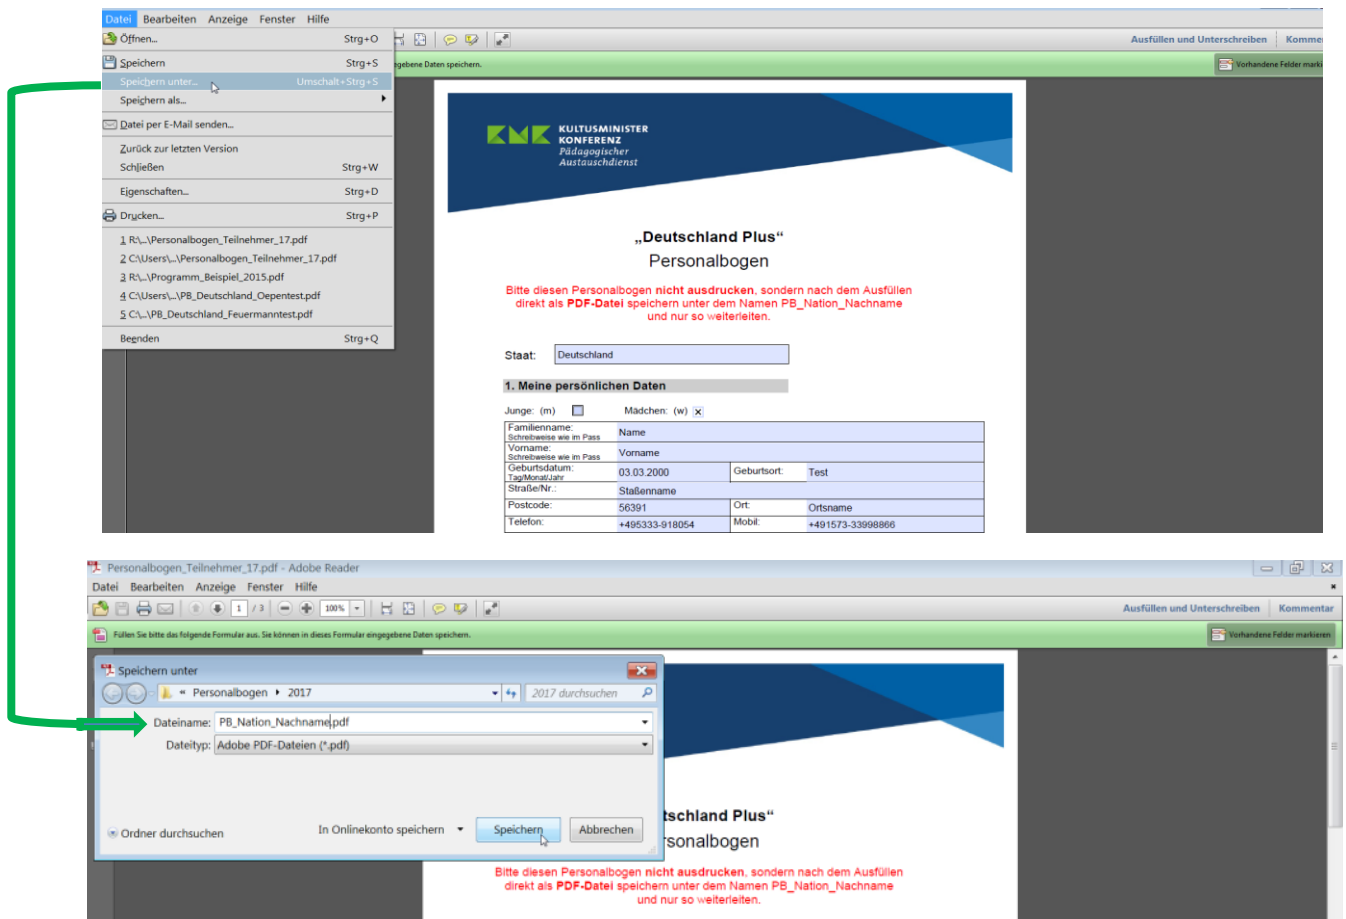 Datei Bearbeiten Anzeige Fenster Hilfe
Öffnen... Strg+O
Speichern Strg+S
Speichern unter... Umschalt+Strg+S
Speichern als...
Datei per E-Mail senden...
Zurück zur letzten Version
Schließen Strg+W
Eigenschaften... Strg+D
Drucken... Strg+P
1 R:\...\Personalbogen_Teilnehmer_17.pdf
2 C:\Users\...\Personalbogen_Teilnehmer_17.pdf
3 R:\...\Programm_Beispiel_2015.pdf
4 C:\Users\...\PB_Deutschland_Oepentest.pdf
5 C:\...\PB_Deutschland_Feuermanntest.pdf
Beenden Strg+Q
Ausfüllen und Unterschreiben Kommen
gegebene Daten speichern.
Vorhandene Felder marki
KMK KULTUSMINISTER
KONFERENZ
Pädagogischer
Austauschdienst
„Deutschland Plus“
Personalbogen
Bitte diesen Personalbogen nicht ausdrucken, sondern nach dem Ausfüllen
direkt als PDF-Datei speichern unter dem Namen PB_Nation_Nachname
und nur so weiterleiten.
Staat: Deutschland
1. Meine persönlichen Daten
Junge: (m) Mädchen: (w) x
Familienname:
Schreibweise wie im Pass Name
Vorname:
Schreibweise wie im Pass Vorname
Geburtsdatum:
Tag/Monat/Jahr 03.03.2000 Geburtsort: Test
Straße/Nr.: Staßenname
Postcode: 56391 Ort: Ortsname
Telefon: +495333-918054 Mobil: +491573-33998866
Personalbogen_Teilnehmer_17.pdf - Adobe Reader
Datei Bearbeiten Anzeige Fenster Hilfe
1 / 3 100% Ausfüllen und Unterschreiben Kommentar
Füllen Sie bitte das folgende Formular aus. Sie können in dieses Formular eingegebene Daten speichern. Vorhandene Felder markieren
Speichern unter
« Personalbogen 2017 2017 durchsuchen
Dateiname: PB_Nation_Nachname.pdf
Dateityp: Adobe PDF-Dateien (*.pdf)
Ordner durchsuchen In Onlinekonto speichern Speichern Abbrechen
tschland Plus“
rsonalbogen
Bitte diesen Personalbogen nicht ausdrucken, sondern nach dem Ausfüllen
direkt als PDF-Datei speichern unter dem Namen PB_Nation_Nachname
und nur so weiterleiten.